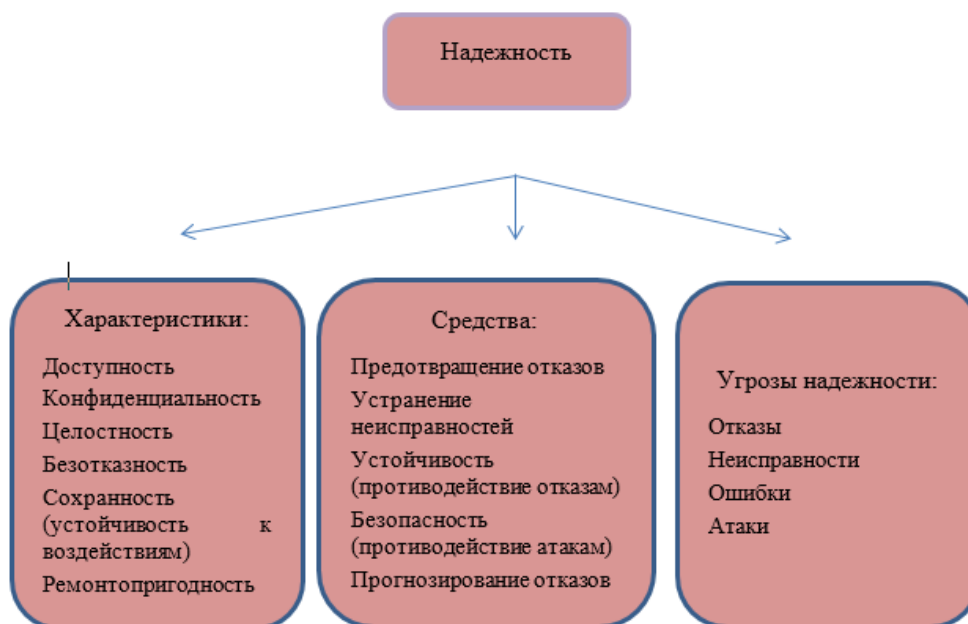 Надежность
Характеристики:
Доступность
Конфиденциальность
Целостность
Безотказность
Сохранность
(устойчивость к
воздействиям)
Ремонтопригодность
Средства:
Предотвращение отказов
Устранение
неисправностей
Устойчивость
(противодействие отказам)
Безопасность
(противодействие атакам)
Прогнозирование отказов
Угрозы надежности:
Отказы
Неисправности
Ошибки
Атаки